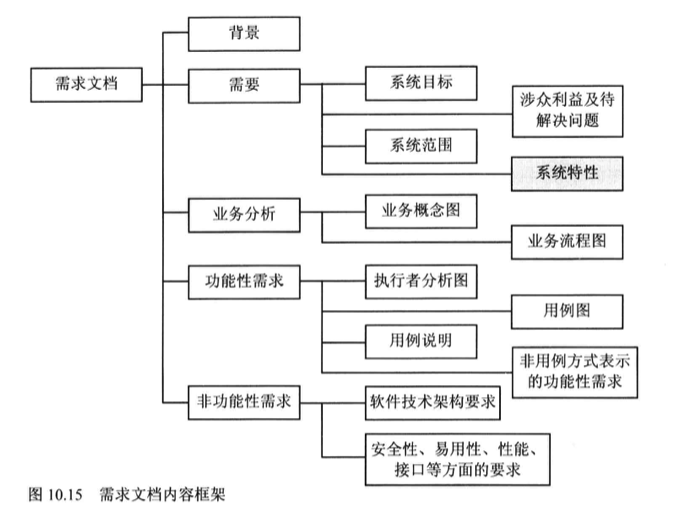 背景
需求文档
需要
系统目标
涉众利益及待
解决问题
系统范围
系统特性
业务分析
业务概念图
业务流程图
功能性需求
执行者分析图
用例图
用例说明
非用例方式表示
的功能性需求
非功能性需求
软件技术架构要求
安全性、易用性、性能、
接口等方面的要求
图 10.15 需求文档内容框架